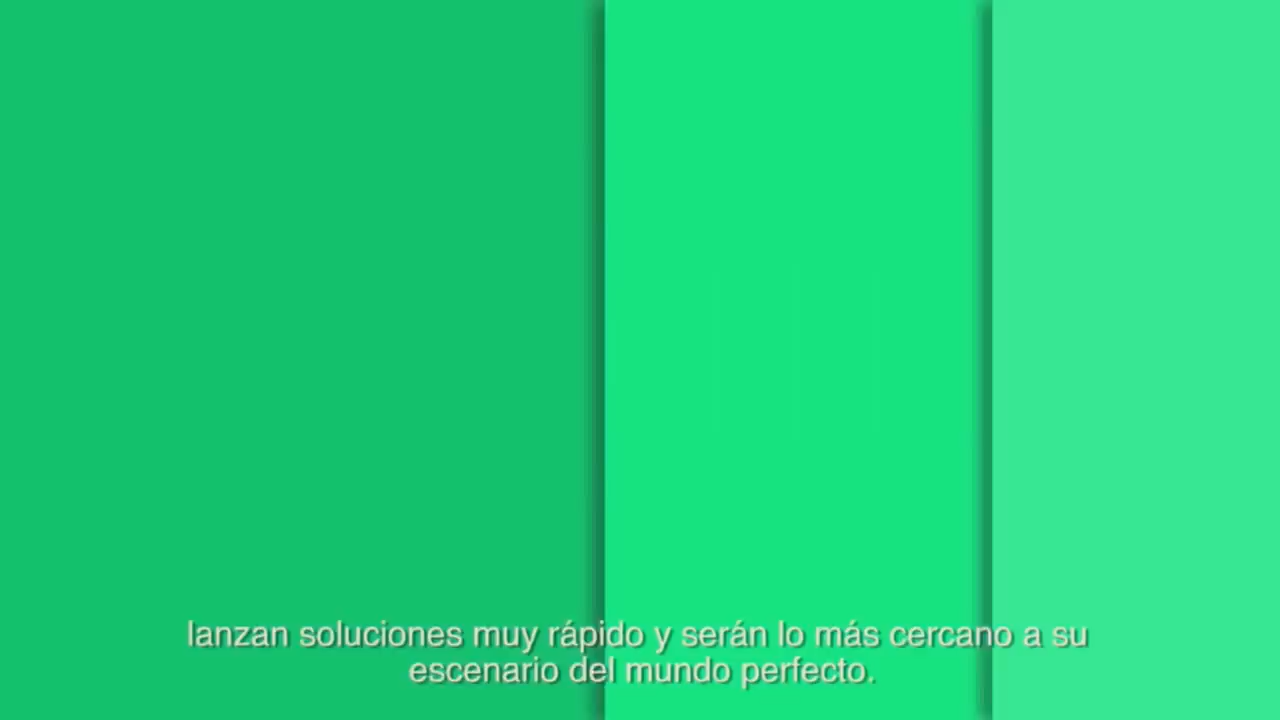 lanzan soluciones muy rápido y serán lo más cercano a su
escenario del mundo perfecto.